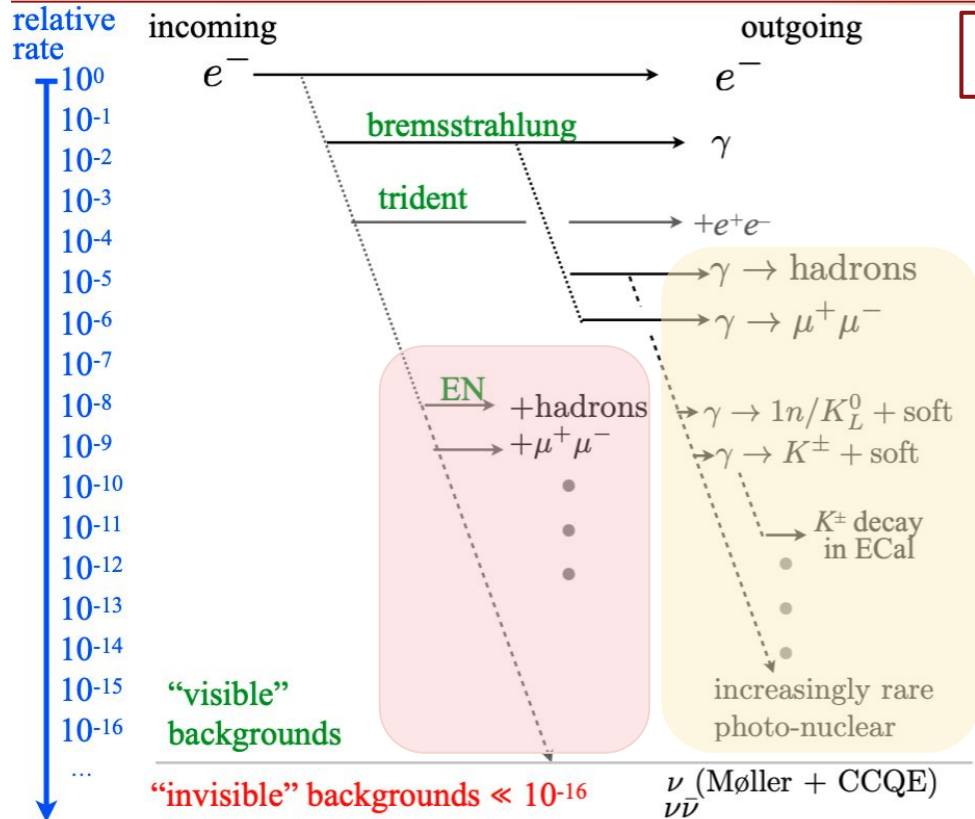 relative
rate
incoming
outgoing
10⁰
e⁻
e⁻
10⁻¹
bremsstrahlung
γ
10⁻²
10⁻³
trident
+e⁺e⁻
10⁻⁴
10⁻⁵
γ → hadrons
10⁻⁶
γ → μ⁺μ⁻
10⁻⁷
10⁻⁸
EN
+hadrons
γ → 1n/K_L⁰ + soft
10⁻⁹
+μ⁺μ⁻
γ → K^± + soft
10⁻¹⁰
10⁻¹¹
K^± decay
in ECal
10⁻¹²
10⁻¹³
10⁻¹⁴
10⁻¹⁵
10⁻¹⁶
...
increasingly rare
photo-nuclear
“visible”
backgrounds
“invisible” backgrounds ≪ 10⁻¹⁶
ν (Møller + CCQE)
νν̄